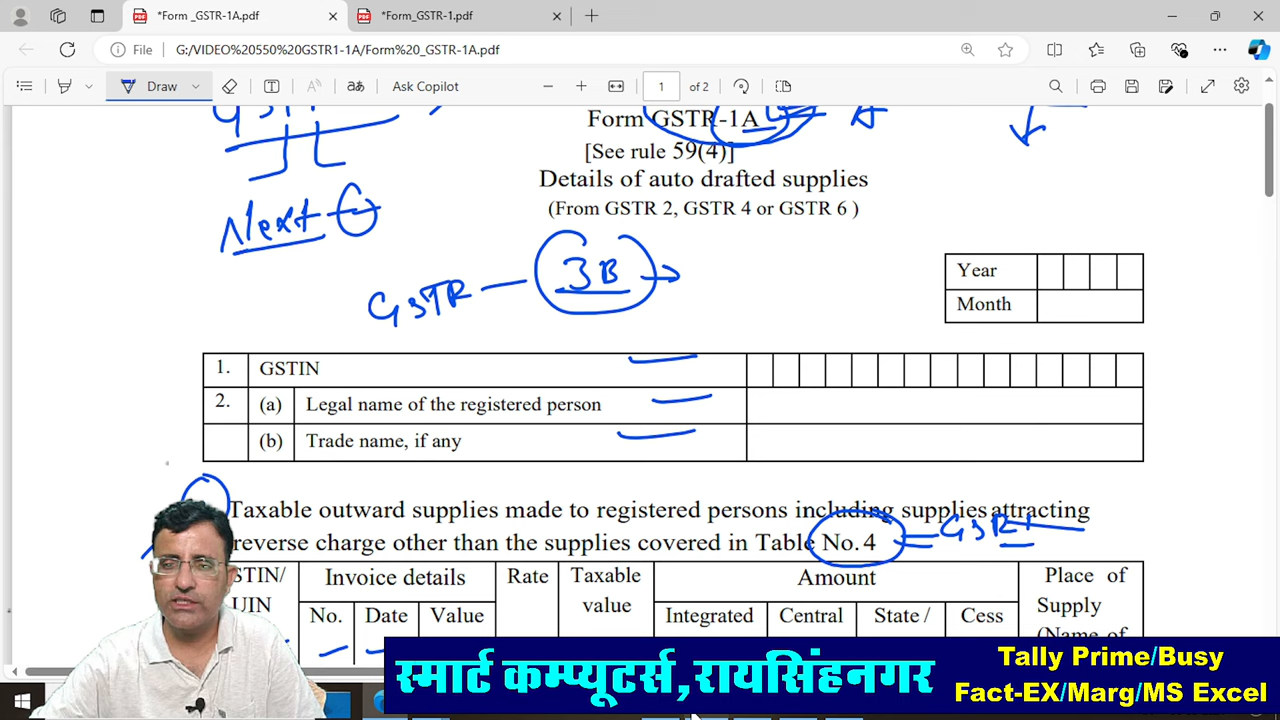 *Form _GSTR-1A.pdf
*Form_GSTR-1.pdf
File
G:/VIDEO%20550%20GSTR1-1A/Form%20_GSTR-1A.pdf
Draw
Ask Copilot
1 of 2
Form GSTR-1A
[See rule 59(4)]
Details of auto drafted supplies
(From GSTR 2, GSTR 4 or GSTR 6 )
Next
GSTR — 3B
Year
Month
1. GSTIN
2. (a) Legal name of the registered person
(b) Trade name, if any
Taxable outward supplies made to registered persons including supplies attracting
reverse charge other than the supplies covered in Table No. 4
Invoice details Rate Taxable value Amount Place of Supply (Name of
UIN No. Date Value Integrated Central State / Cess
स्मार्ट कम्प्यूटर्स,रायसिंहनगर
Tally Prime/Busy
Fact-EX/Marg/MS Excel